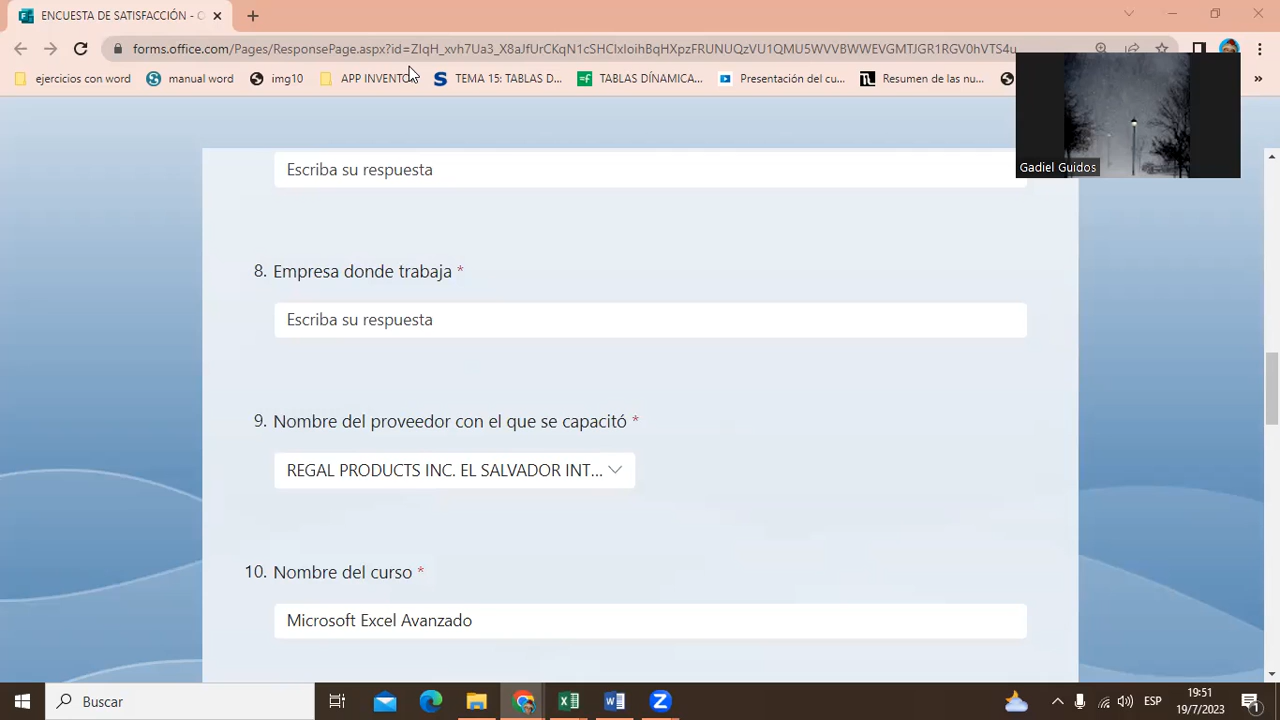 ENCUESTA DE SATISFACCIÓN - C
forms.office.com/Pages/ResponsePage.aspx?id=
ejercicios con word
manual word
img10
APP INVENTO
TEMA 15: TABLAS D...
TABLAS DÍNAMICA...
Presentación del cu...
Resumen de las nu...
»
Gadiel Guidos
Escriba su respuesta
8. Empresa donde trabaja *
Escriba su respuesta
9. Nombre del proveedor con el que se capacitó *
REGAL PRODUCTS INC. EL SALVADOR INT...
10. Nombre del curso *
Microsoft Excel Avanzado
Buscar
ESP
19:51
19/7/2023
1